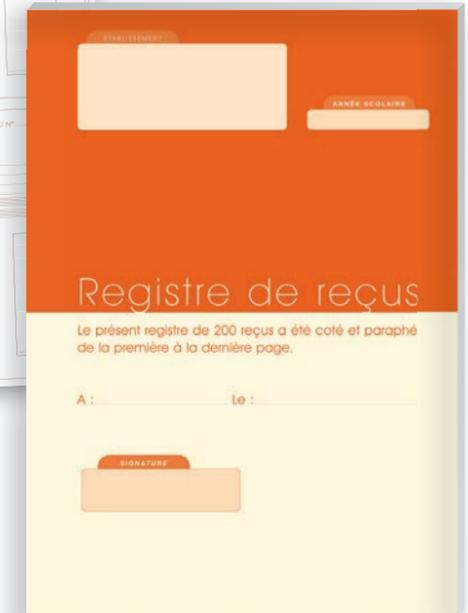 ÉTABLISSEMENT
ANNÉE SCOLAIRE
Registre de reçus
Le présent registre de 200 reçus a été coté et paraphé
de la première à la dernière page.
A : Le :
SIGNATURE
U N°